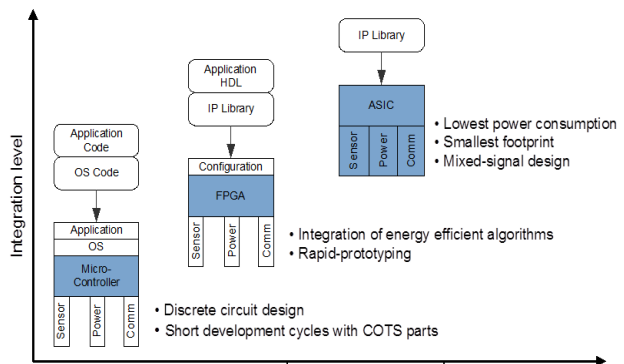 Integration level
Application
Code
OS Code
Application
OS
Micro-
Controller
Sensor
Power
Comm
• Discrete circuit design
• Short development cycles with COTS parts
Application
HDL
IP Library
Configuration
FPGA
Sensor
Power
Comm
• Integration of energy efficient algorithms
• Rapid-prototyping
IP Library
ASIC
Sensor
Power
Comm
• Lowest power consumption
• Smallest footprint
• Mixed-signal design